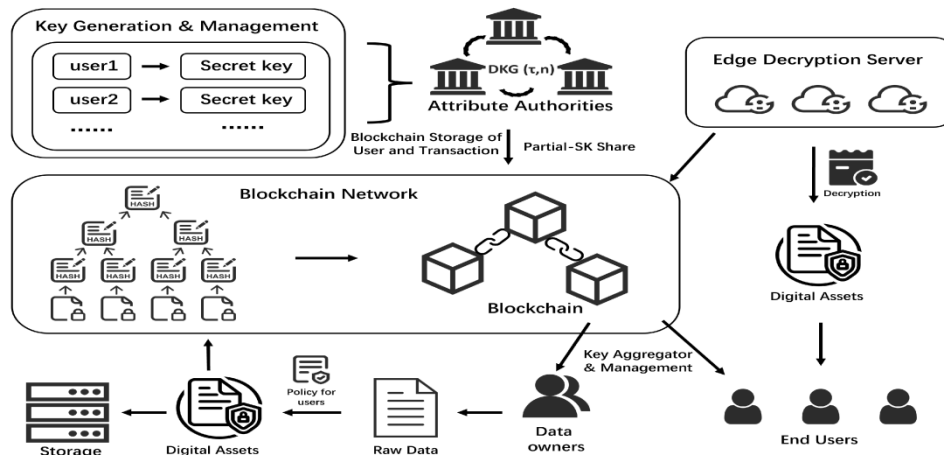 Key Generation & Management
user1
Secret key
user2
Secret key
......
......
DKG (τ,n)
Attribute Authorities
Edge Decryption Server
Blockchain Storage of
User and Transaction
Partial-SK Share
Decryption
Blockchain Network
HASH
HASH
HASH
HASH
HASH
HASH
HASH
Blockchain
Digital Assets
Key Aggregator
& Management
Policy for
users
Storage
Digital Assets
Raw Data
Data
owners
End Users